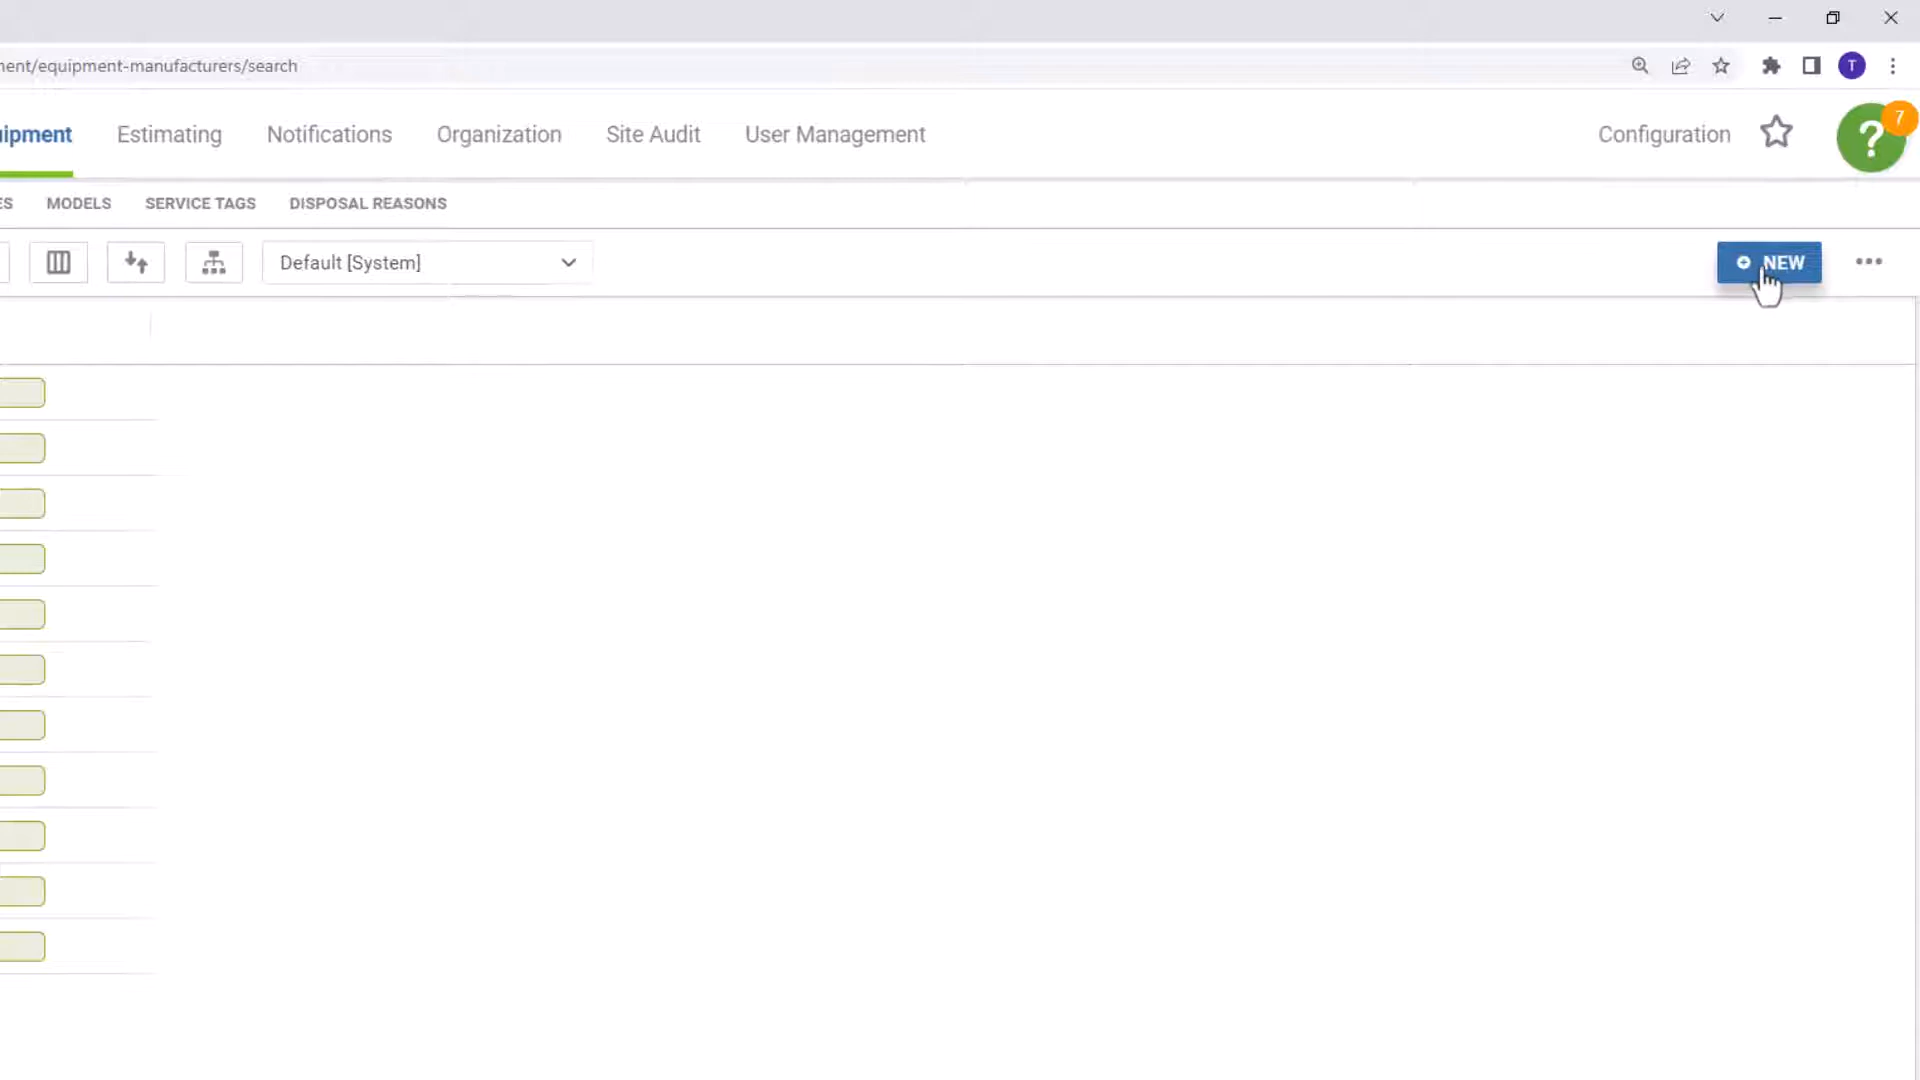 ent/equipment-manufacturers/search
T
ipment Estimating Notifications Organization Site Audit User Management Configuration ? 7
ES MODELS SERVICE TAGS DISPOSAL REASONS
Default [System] NEW